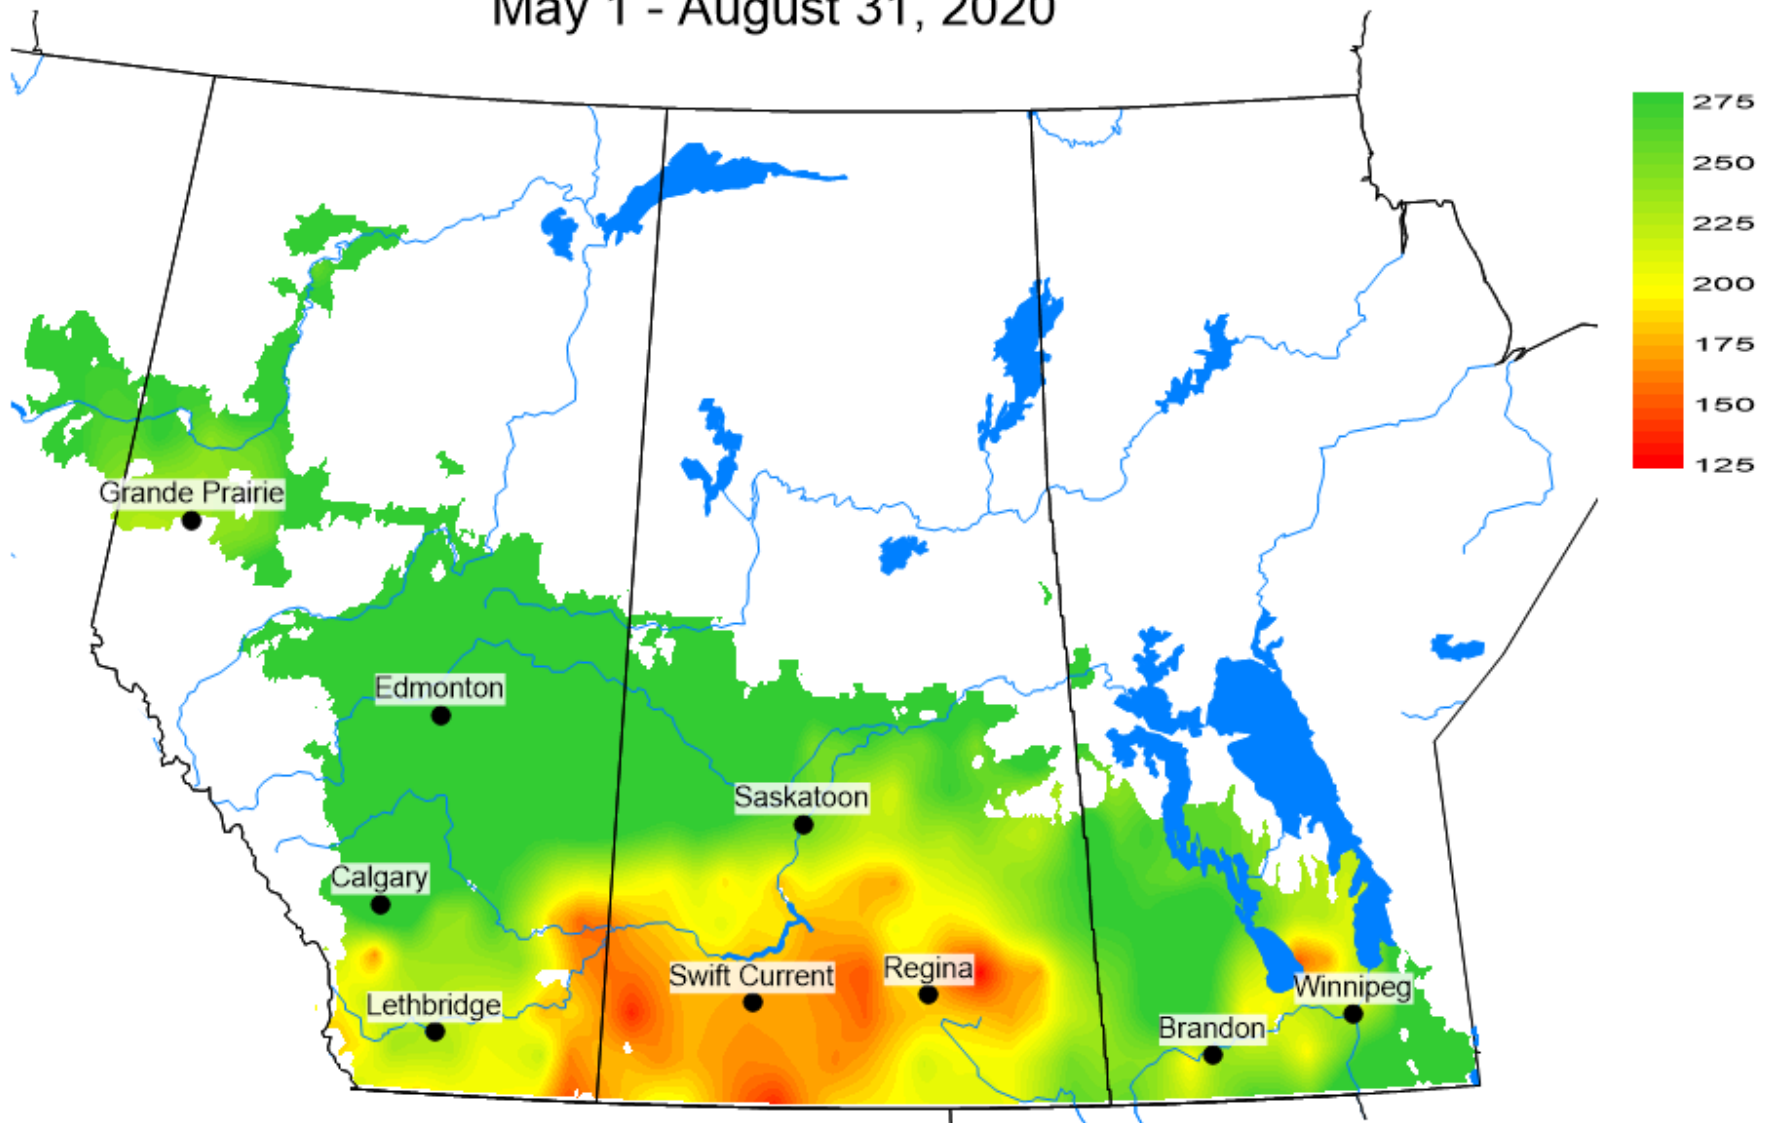 May 1 - August 31, 2020
275
250
225
200
175
150
125
Grande Prairie
Edmonton
Saskatoon
Calgary
Swift Current
Regina
Lethbridge
Winnipeg
Brandon